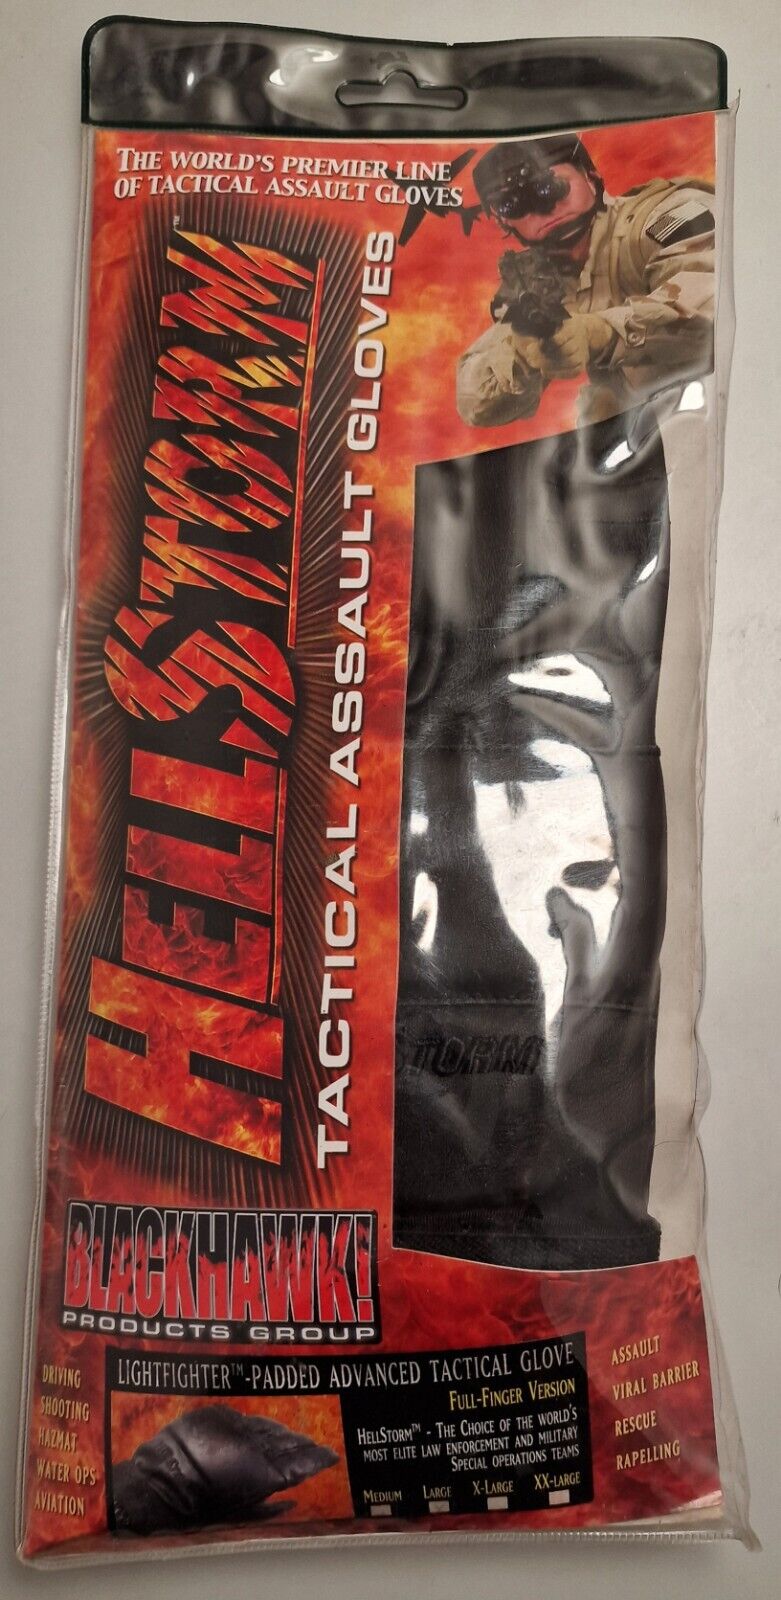 THE WORLD'S PREMIER LINE
OF TACTICAL ASSAULT GLOVES
HELLSTORM™
TACTICAL ASSAULT GLOVES
STORM
BLACKHAWK!
PRODUCTS GROUP
LIGHTFIGHTER™-PADDED ADVANCED TACTICAL GLOVE
FULL-FINGER VERSION
HELLSTORM™ - THE CHOICE OF THE WORLD'S
MOST ELITE LAW ENFORCEMENT AND MILITARY
SPECIAL OPERATIONS TEAMS
MEDIUM LARGE X-LARGE XX-LARGE
DRIVING
SHOOTING
HAZMAT
WATER OPS
AVIATION
ASSAULT
VIRAL BARRIER
RESCUE
RAPELLING